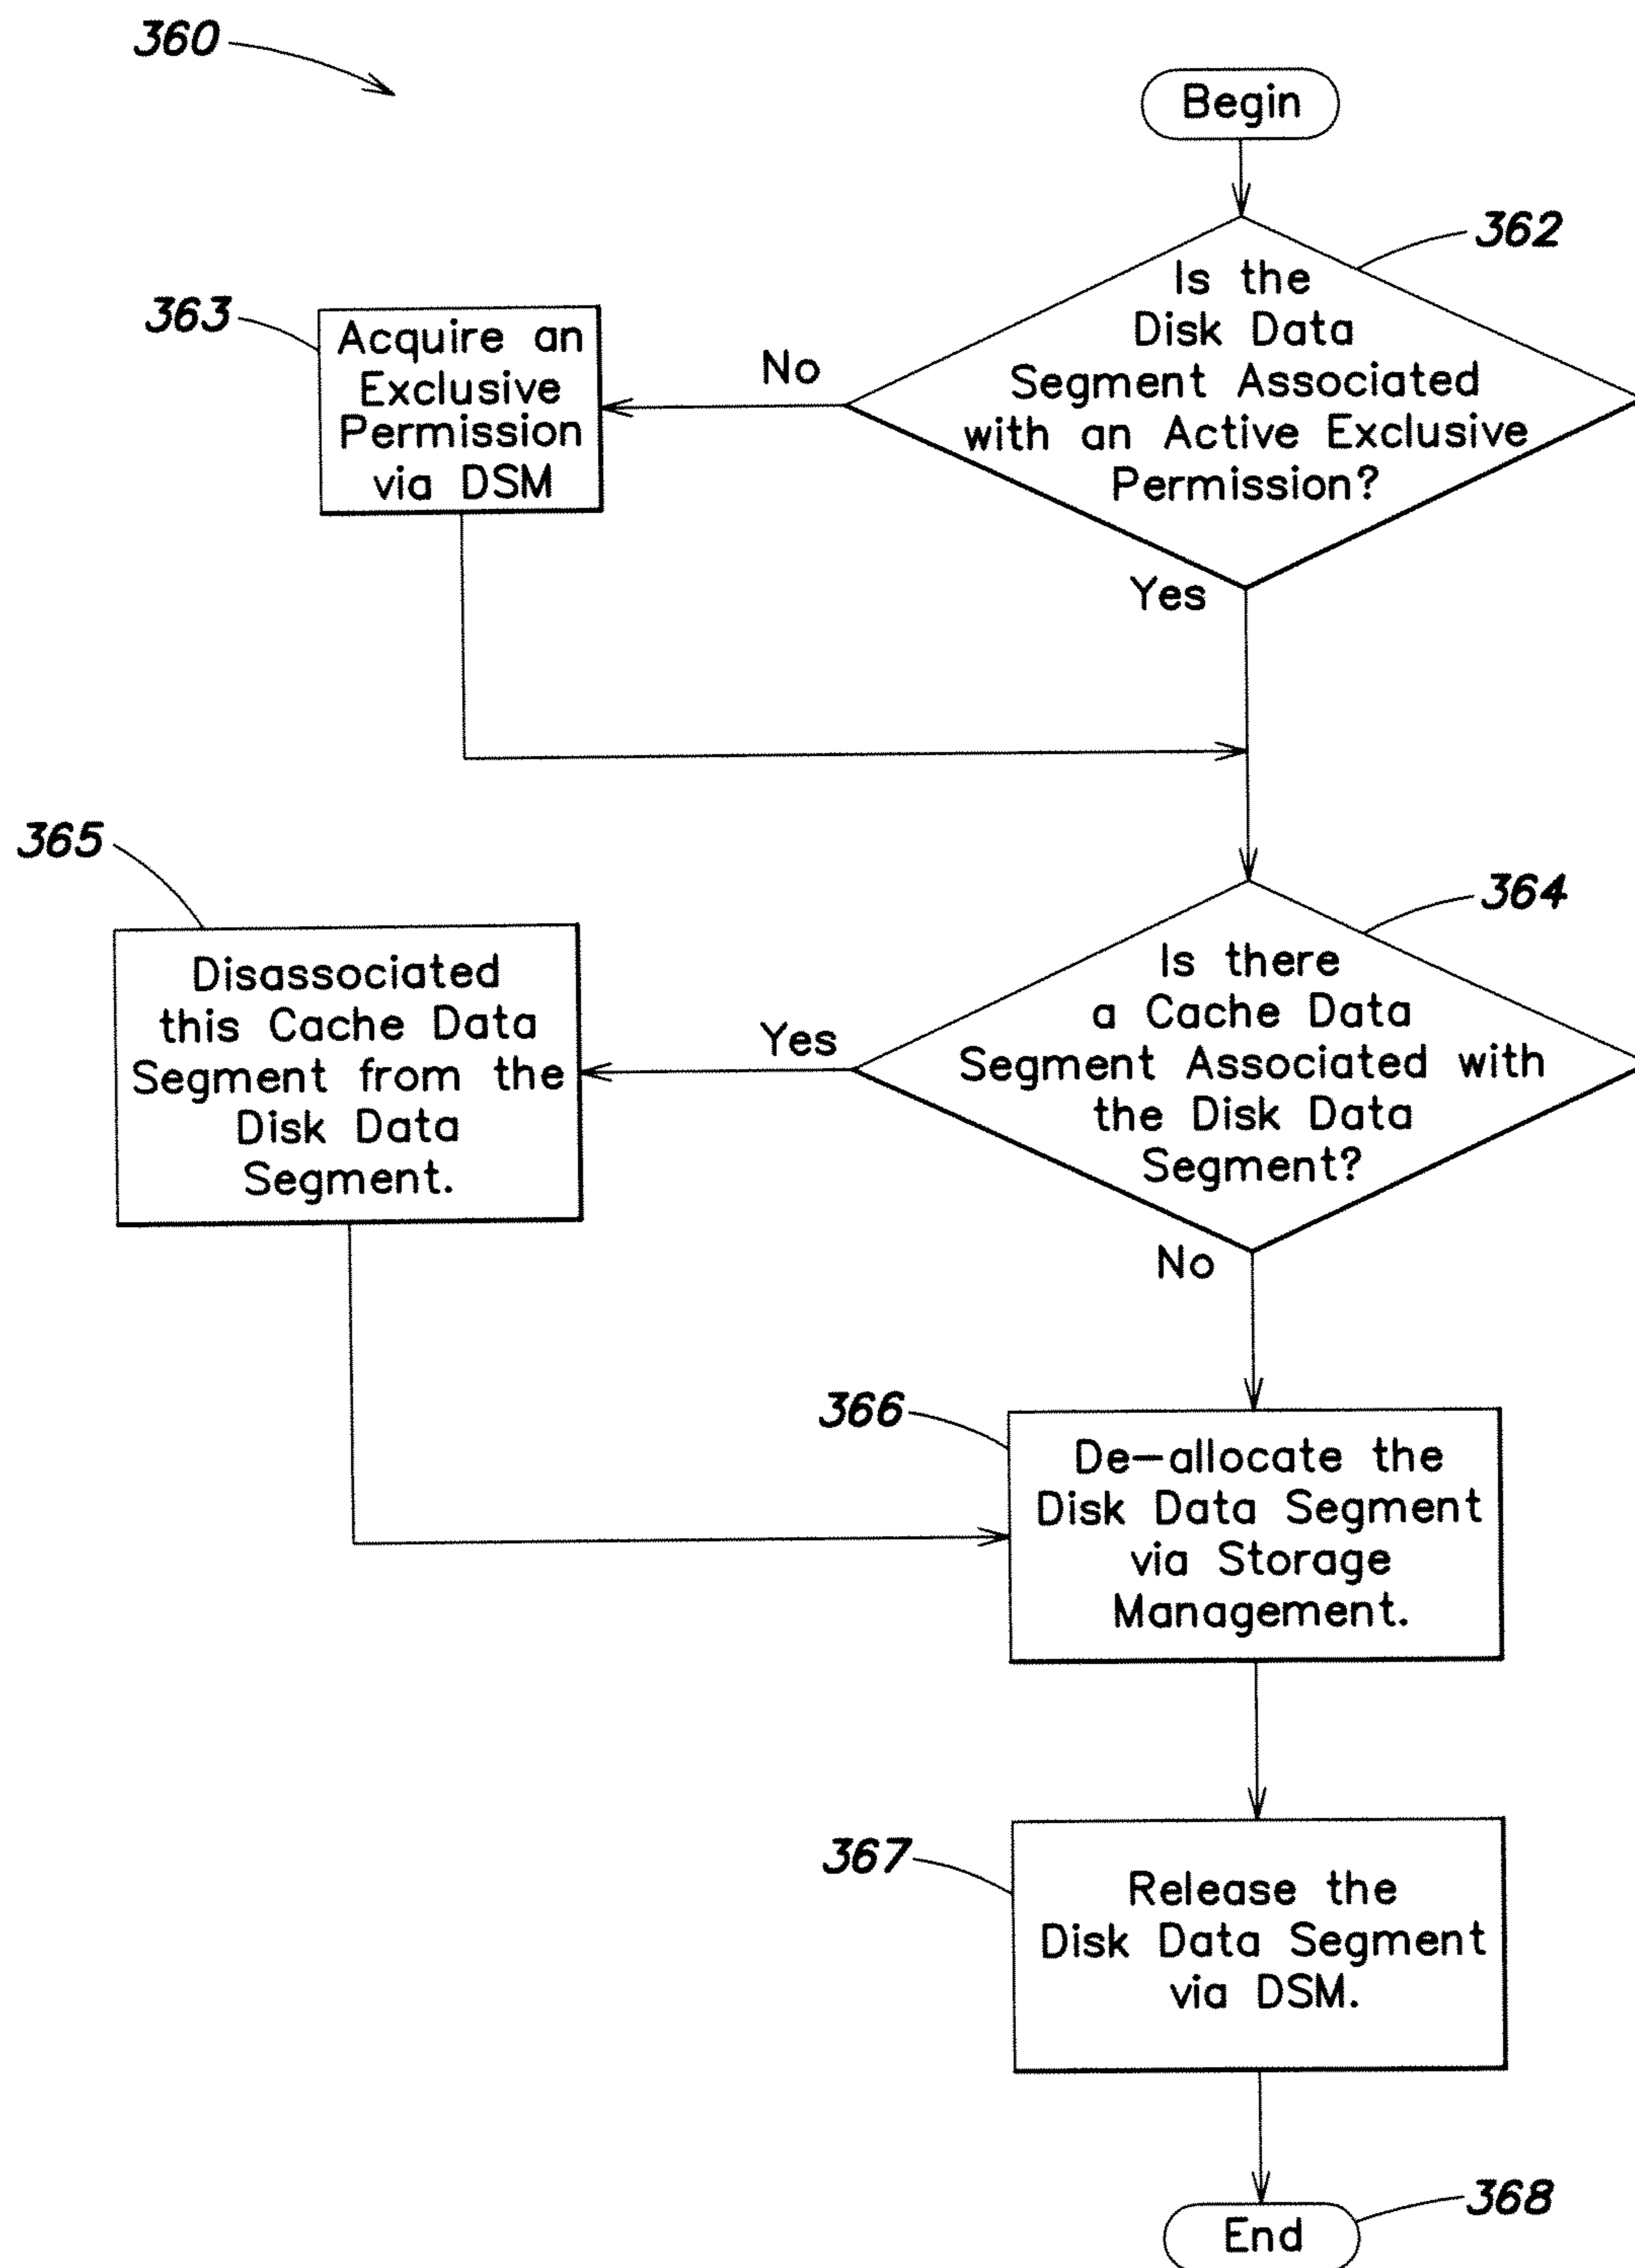 360
Begin
362
Is the
Disk Data
Segment Associated
with an Active Exclusive
Permission?
No
Yes
363
Acquire an
Exclusive
Permission
via DSM
364
Is there
a Cache Data
Segment Associated with
the Disk Data
Segment?
Yes
No
365
Disassociated
this Cache Data
Segment from the
Disk Data
Segment.
366
De-allocate the
Disk Data Segment
via Storage
Management.
367
Release the
Disk Data Segment
via DSM.
368
End